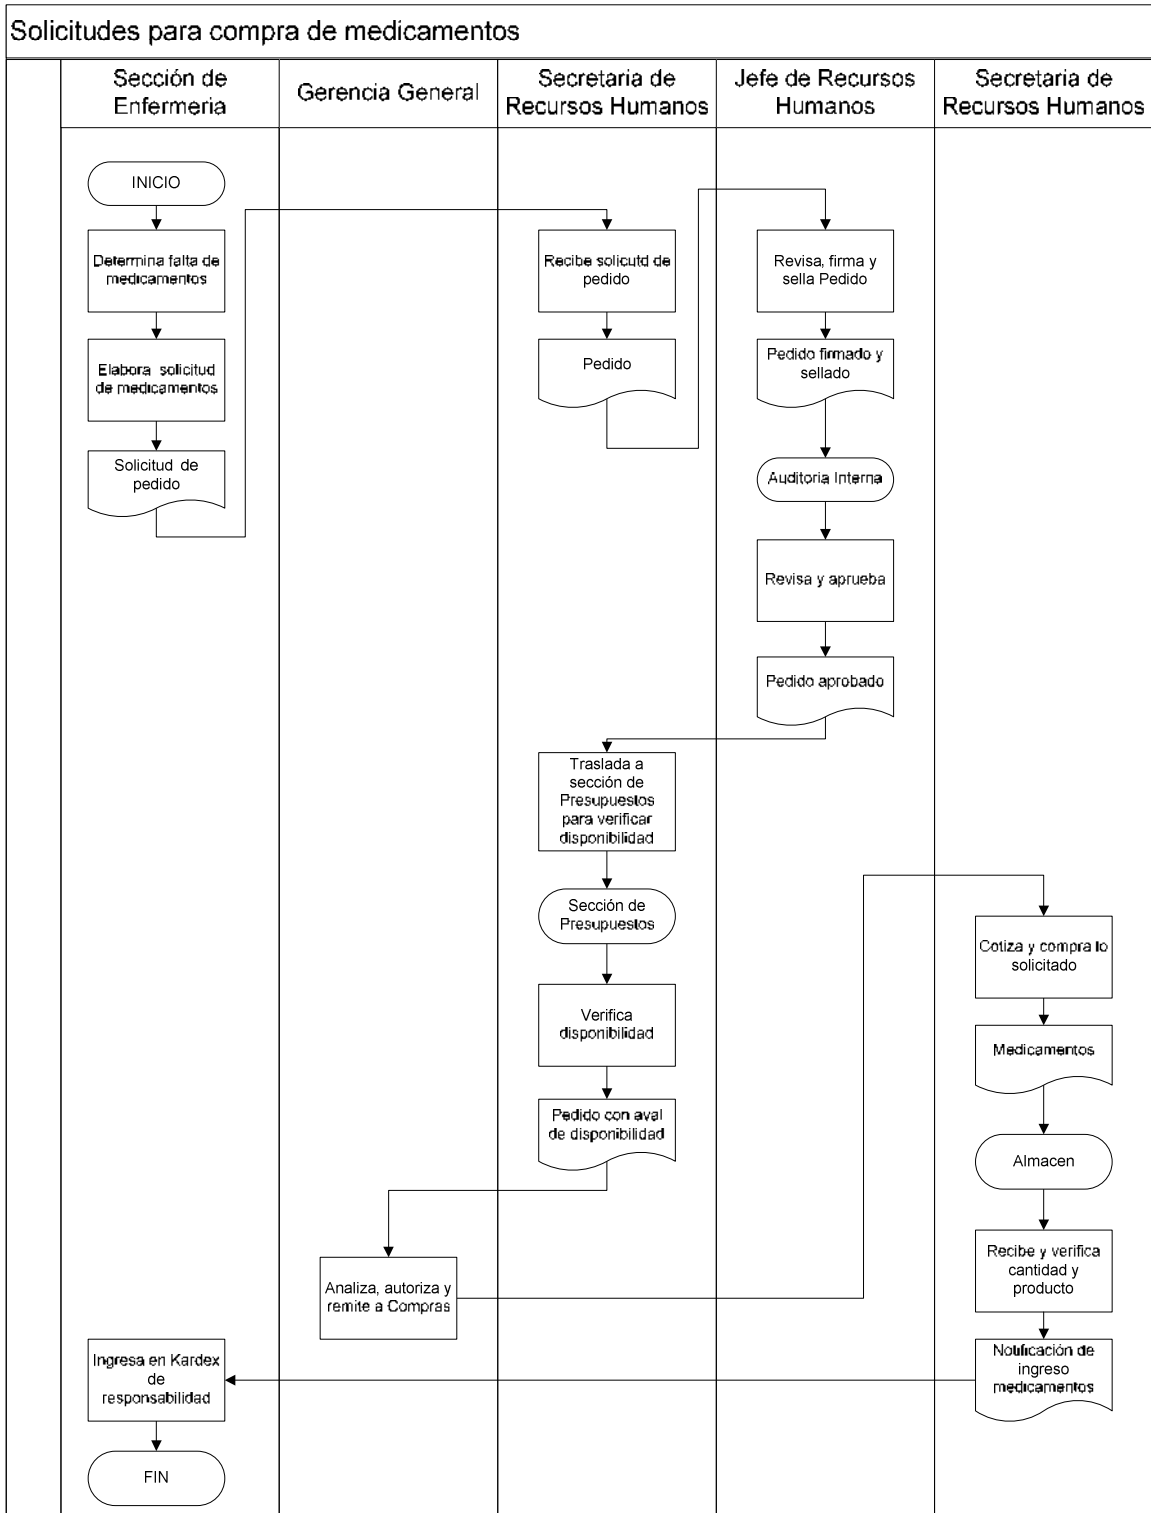 Solicitudes para compra de medicamentos
Sección de
Enfermeria
Gerencia General
Secretaria de
Recursos Humanos
Jefe de Recursos
Humanos
Secretaria de
Recursos Humanos
INICIO
Determina falta de
medicamentos
Elabora solicitud
de medicamentos
Solicitud de
pedido
Recibe solicutd de
pedido
Pedido
Revisa, firma y
sella Pedido
Pedido firmado y
sellado
Auditoria Interna
Revisa y aprueba
Pedido aprobado
Traslada a
sección de
Presupuestos
para verificar
disponibilidad
Sección de
Presupuestos
Verifica
disponibilidad
Pedido con aval
de disponibilidad
Analiza, autoriza y
remite a Compras
Cotiza y compra lo
solicitado
Medicamentos
Almacen
Recibe y verifica
cantidad y
producto
Notificación de
ingreso
medicamentos
Ingresa en Kardex
de
responsabilidad
FIN